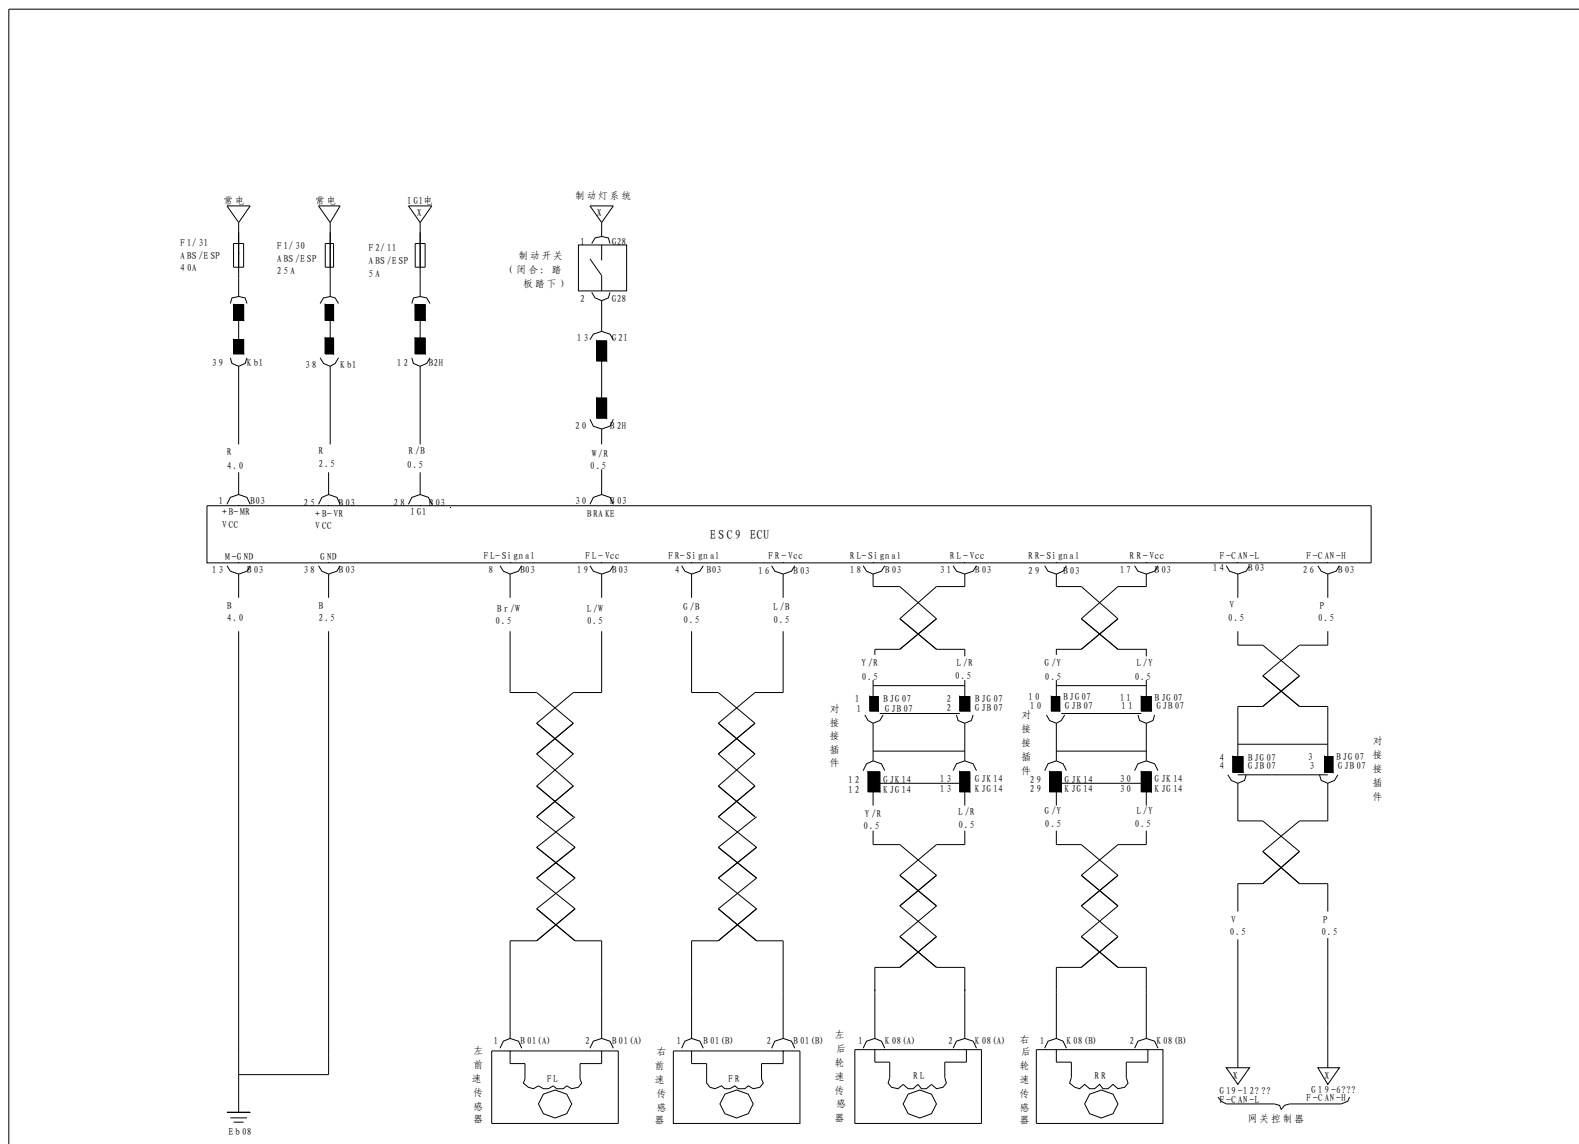 常电
常电
IG1电
X
制动灯系统
X
F1/31
ABS/ESP
40A
F1/30
ABS/ESP
25A
F2/11
ABS/ESP
5A
1 G28
制动开关
(闭合: 踏
板踏下)
2 G28
13 G2I
39 Kb1
38 Kb1
12 B2H
20 B2H
R
4.0
R
2.5
R/B
0.5
W/R
0.5
1 B03
25 B03
28 B03
30 B03
+B-MR
VCC
+B-VR
VCC
IG1
BRAKE
ESC9 ECU
M-GND
GND
FL-Signal
FL-Vcc
FR-Signal
FR-Vcc
RL-Signal
RL-Vcc
RR-Signal
RR-Vcc
F-CAN-L
F-CAN-H
13 B03
38 B03
8 B03
19 B03
4 B03
16 B03
18 B03
31 B03
29 B03
17 B03
14 B03
26 B03
B
4.0
B
2.5
Br/W
0.5
L/W
0.5
G/B
0.5
L/B
0.5
V
0.5
P
0.5
Y/R
0.5
L/R
0.5
G/Y
0.5
L/Y
0.5
对接接插件
1 BJG07
1 GJB07
2 BJG07
2 GJB07
对接接插件
10 BJG07
10 GJB07
11 BJG07
11 GJB07
4 BJG07
4 GJB07
3 BJG07
3 GJB07
对接接插件
12 GJK14
12 KJG14
13 GJK14
13 KJG14
29 GJK14
29 KJG14
30 GJK14
30 KJG14
Y/R
0.5
L/R
0.5
G/Y
0.5
L/Y
0.5
V
0.5
P
0.5
1 B01(A)
2 B01(A)
1 B01(B)
2 B01(B)
1 K08(A)
2 K08(A)
1 K08(B)
2 K08(B)
左前速传感器
FL
右前速传感器
FR
左后轮速传感器
RL
右后轮速传感器
RR
X
X
G19-12???
F-CAN-L
G19-6???
F-CAN-H
网关控制器
Eb08